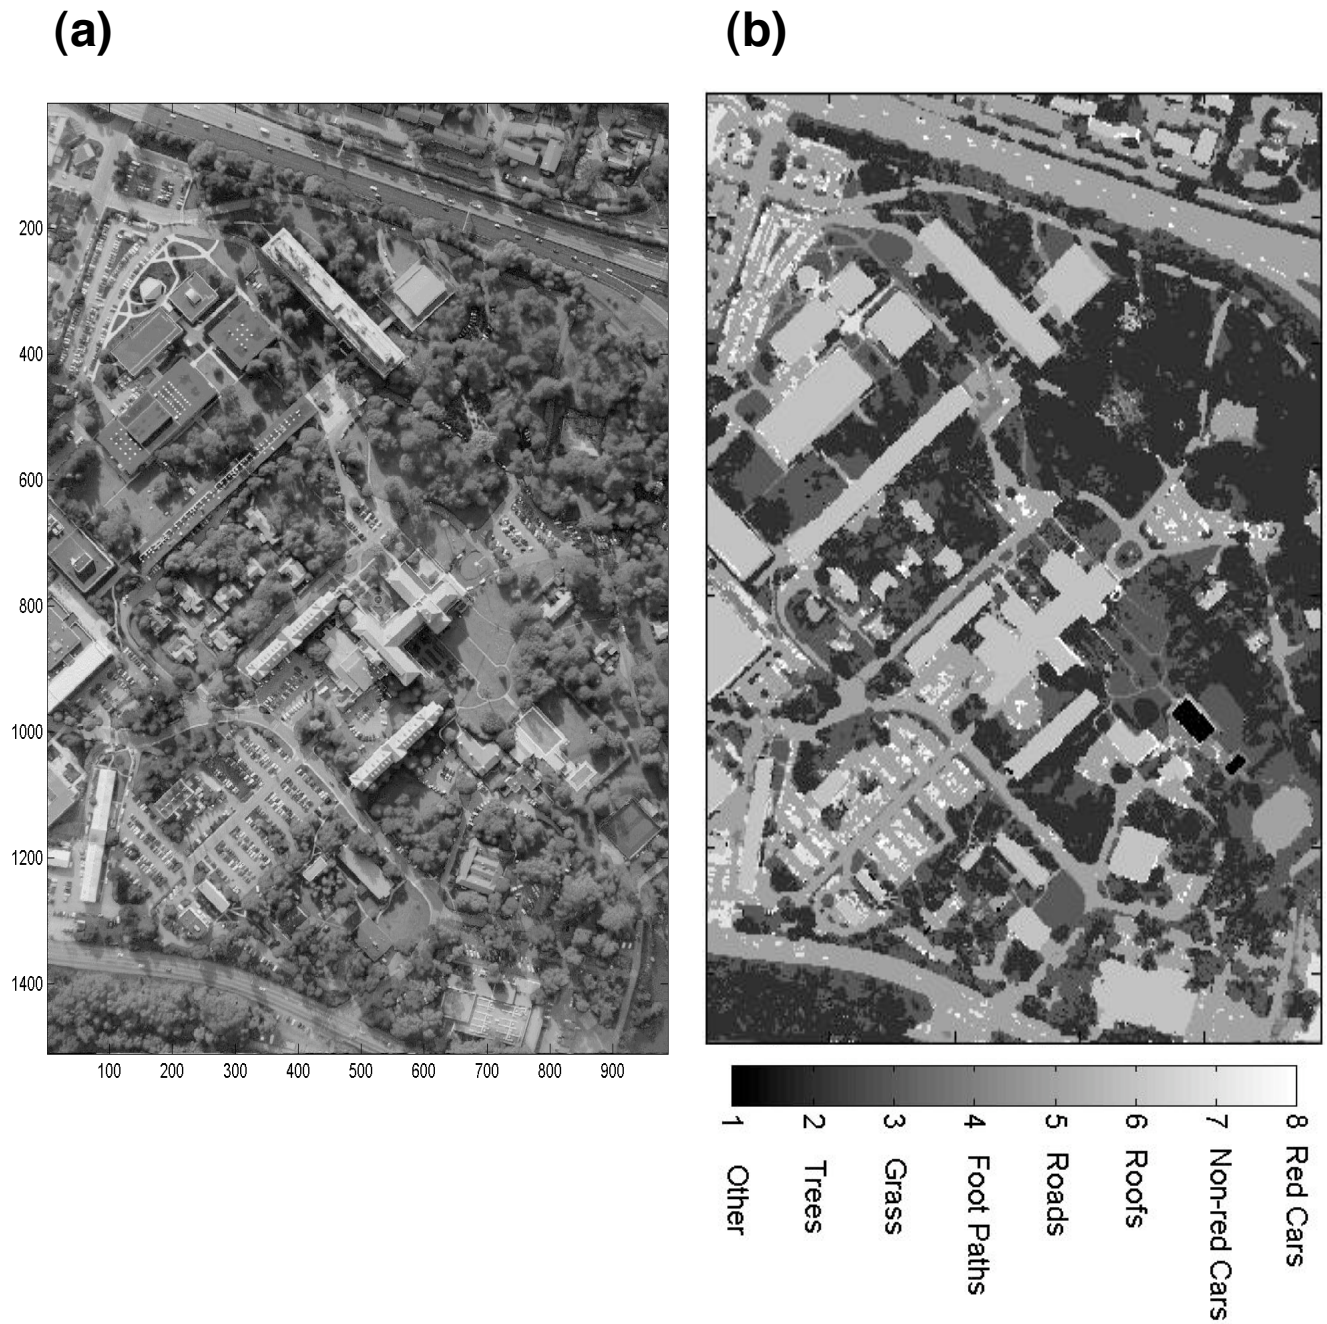 (a)
(b)
200
400
600
800
1000
1200
1400
100 200 300 400 500 600 700 800 900
1 2 3 4 5 6 7 8
Other
Trees
Grass
Foot Paths
Roads
Roofs
Non-red Cars
Red Cars